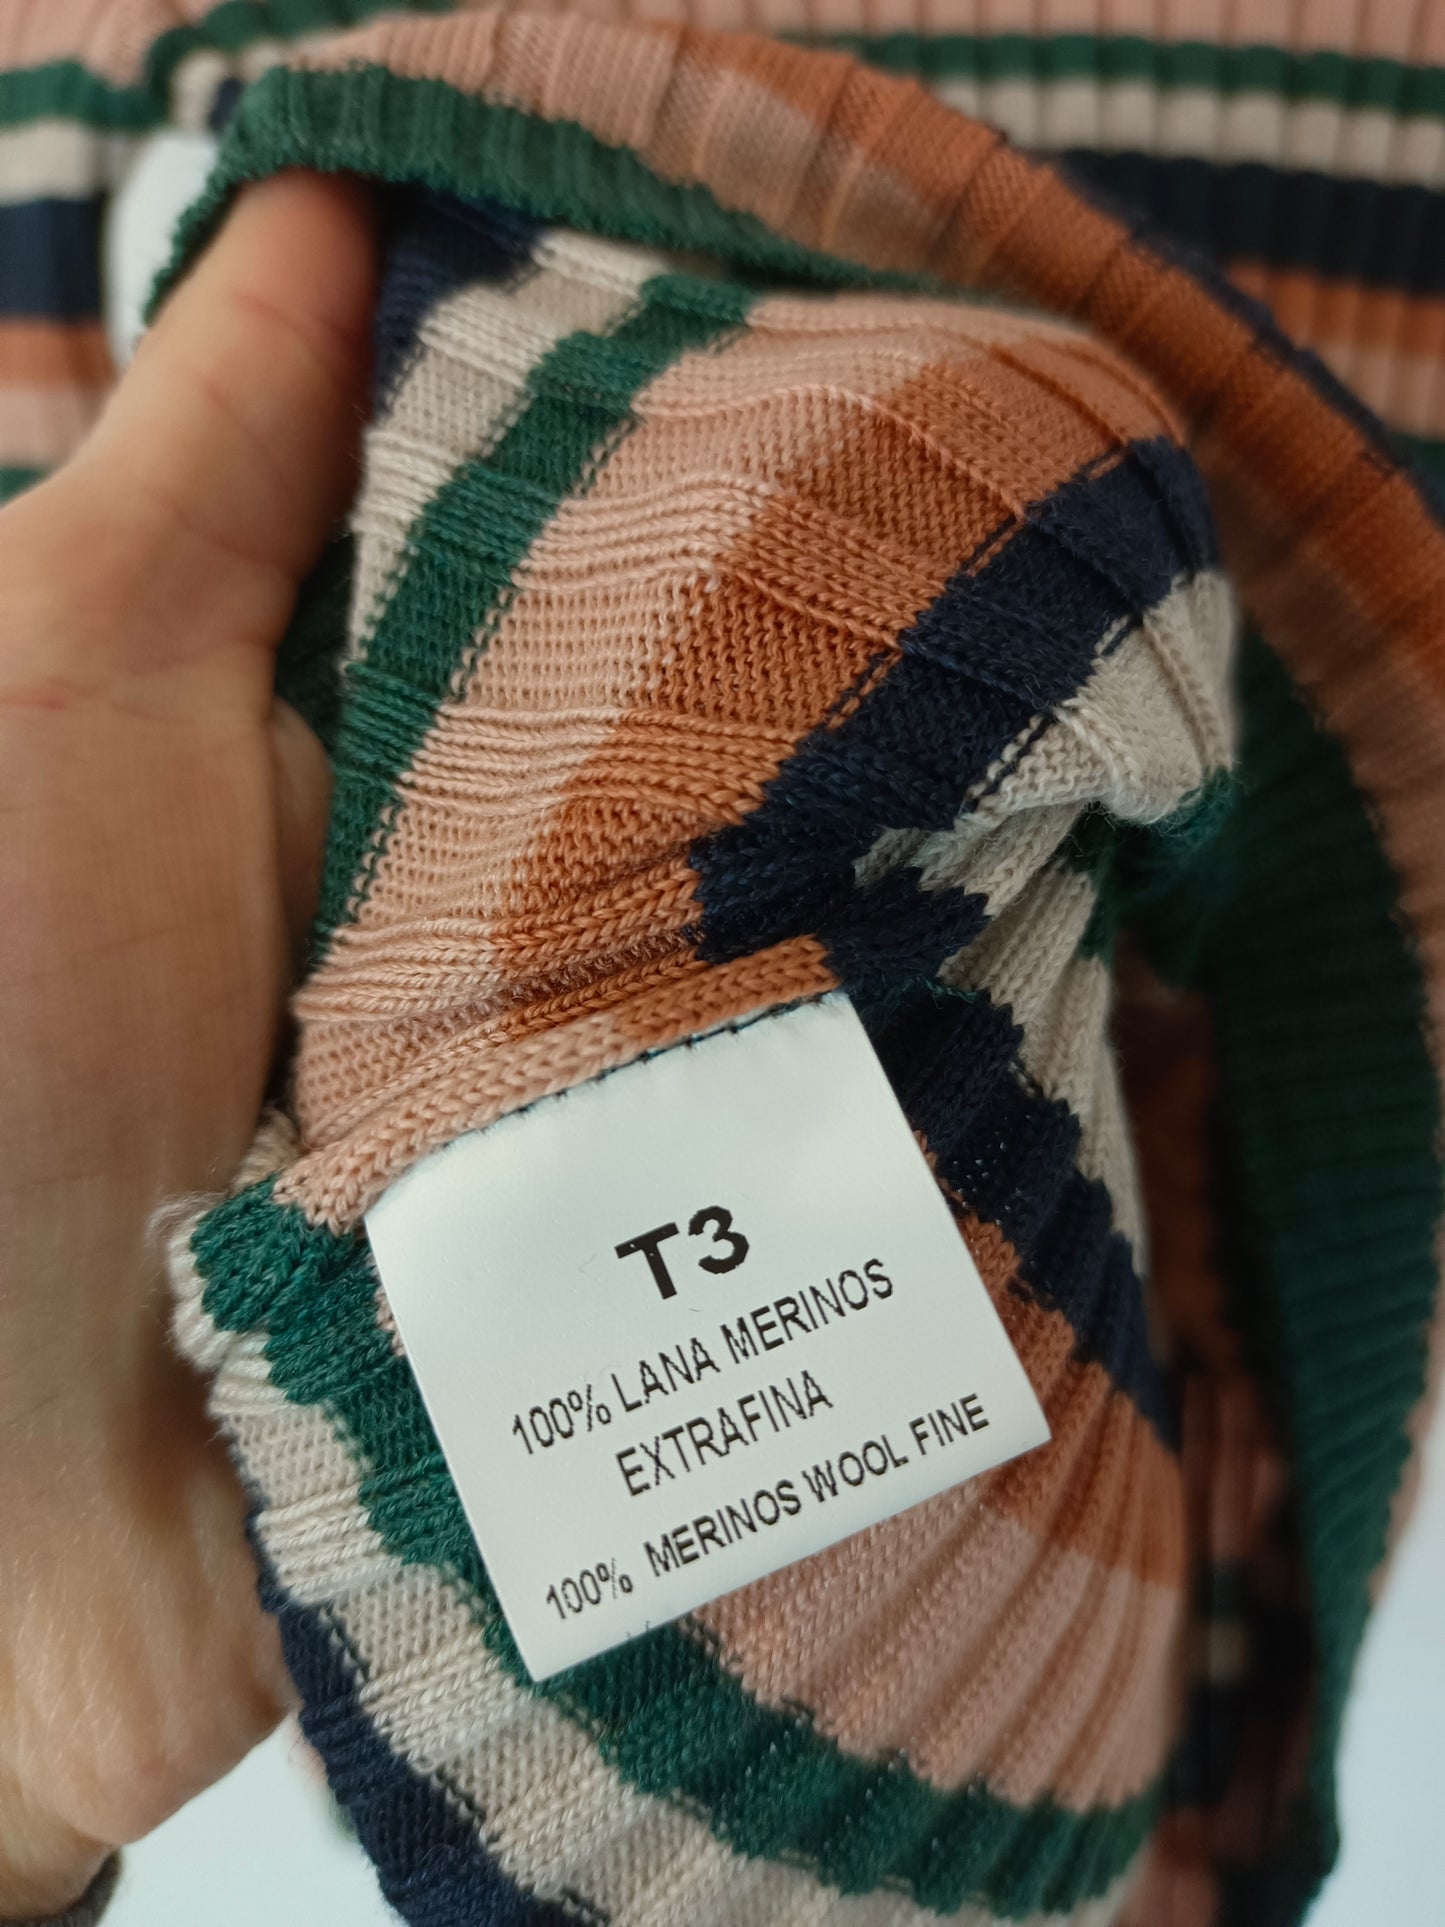 T3
100% LANA MERINOS
EXTRAFINA
100% MERINOS WOOL FINE